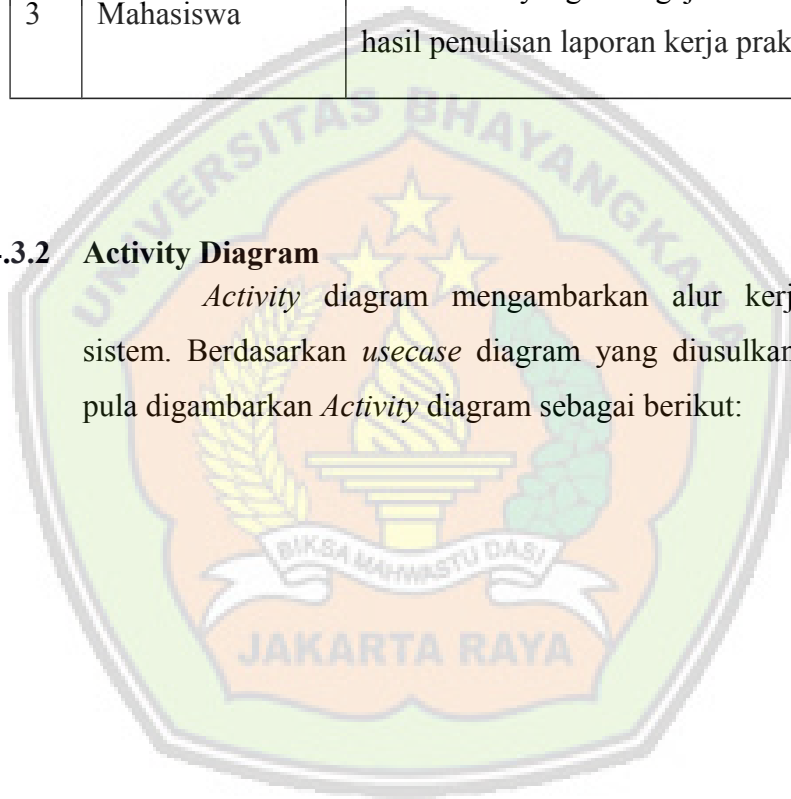 3 Mahasiswa
hasil penulisan laporan kerja prak
UNIVERSITAS BHAYANGKARA
.3.2 Activity Diagram
Activity diagram mengambarkan alur kerj
sistem. Berdasarkan usecase diagram yang diusulkan
pula digambarkan Activity diagram sebagai berikut:
BIKSA MAHWASTU DASI
JAKARTA RAYA